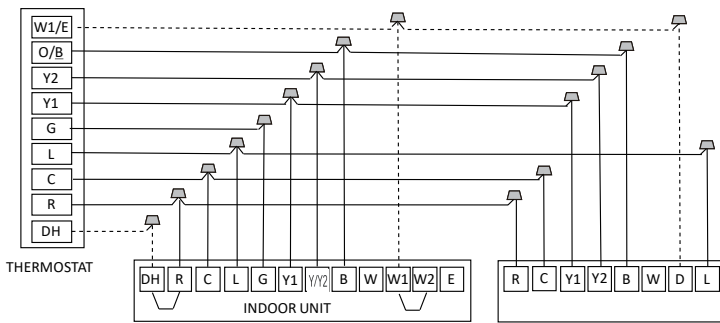 W1/E
O/B
Y2
Y1
G
L
C
R
DH
THERMOSTAT
DH R C L G Y1 Y/Y2 B W W1 W2 E
INDOOR UNIT
R C Y1 Y2 B W D L